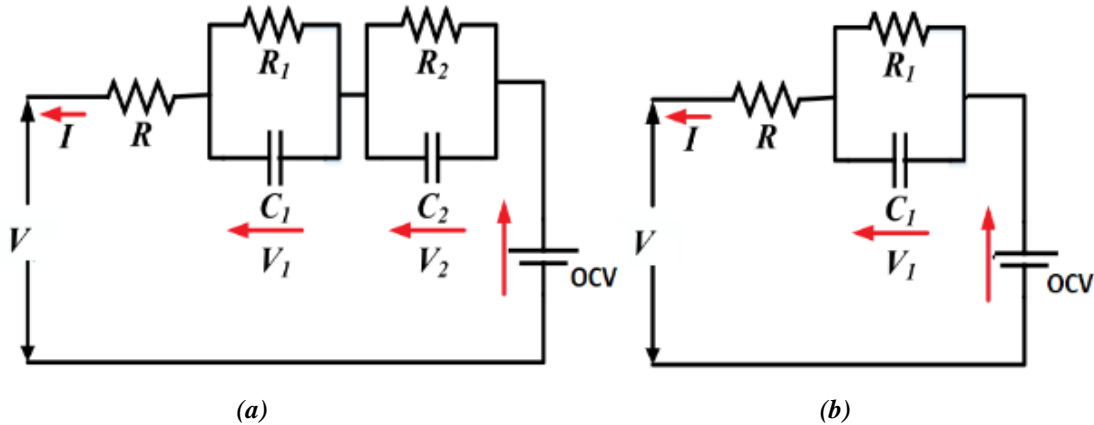 R1 R2
I R
C1 C2
V V1 V2 OCV
(a)
R1
I R
C1
V V1 OCV
(b)